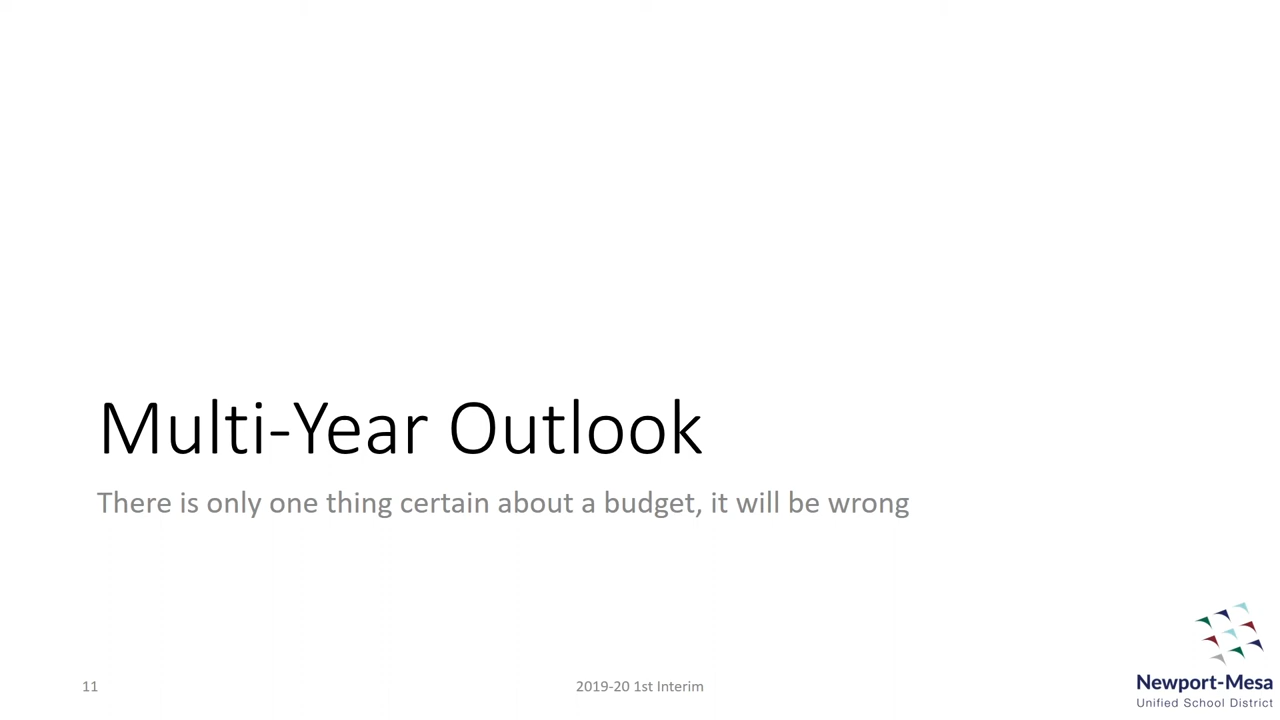 Multi-Year Outlook
There is only one thing certain about a budget, it will be wrong
11
2019-20 1st Interim
Newport-Mesa
Unified School District